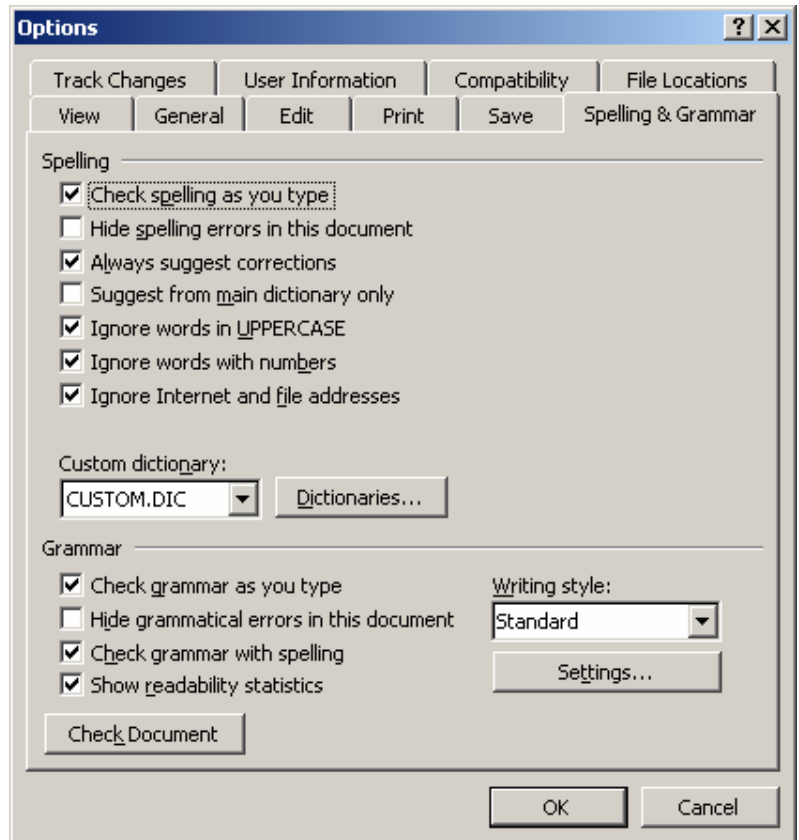 Options
Track Changes User Information Compatibility File Locations
View General Edit Print Save Spelling & Grammar
Spelling
Check spelling as you type
Hide spelling errors in this document
Always suggest corrections
Suggest from main dictionary only
Ignore words in UPPERCASE
Ignore words with numbers
Ignore Internet and file addresses
Custom dictionary:
CUSTOM.DIC Dictionaries...
Grammar
Check grammar as you type Writing style:
Hide grammatical errors in this document Standard
Check grammar with spelling
Show readability statistics Settings...
Check Document
OK Cancel